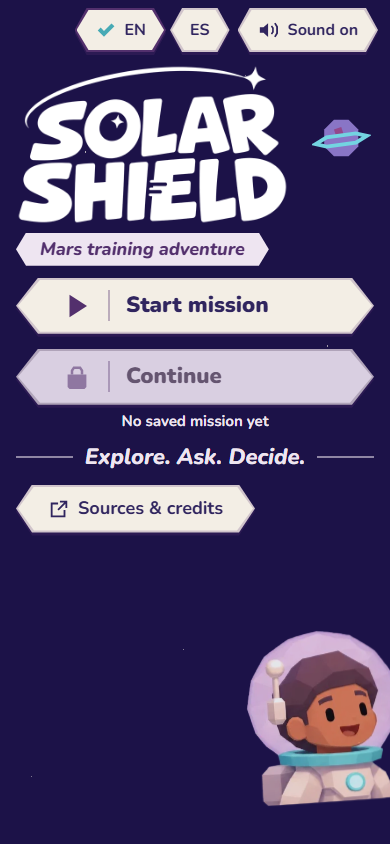 EN
ES
Sound on
SOLAR
SHIELD
Mars training adventure
Start mission
Continue
No saved mission yet
Explore. Ask. Decide.
Sources & credits